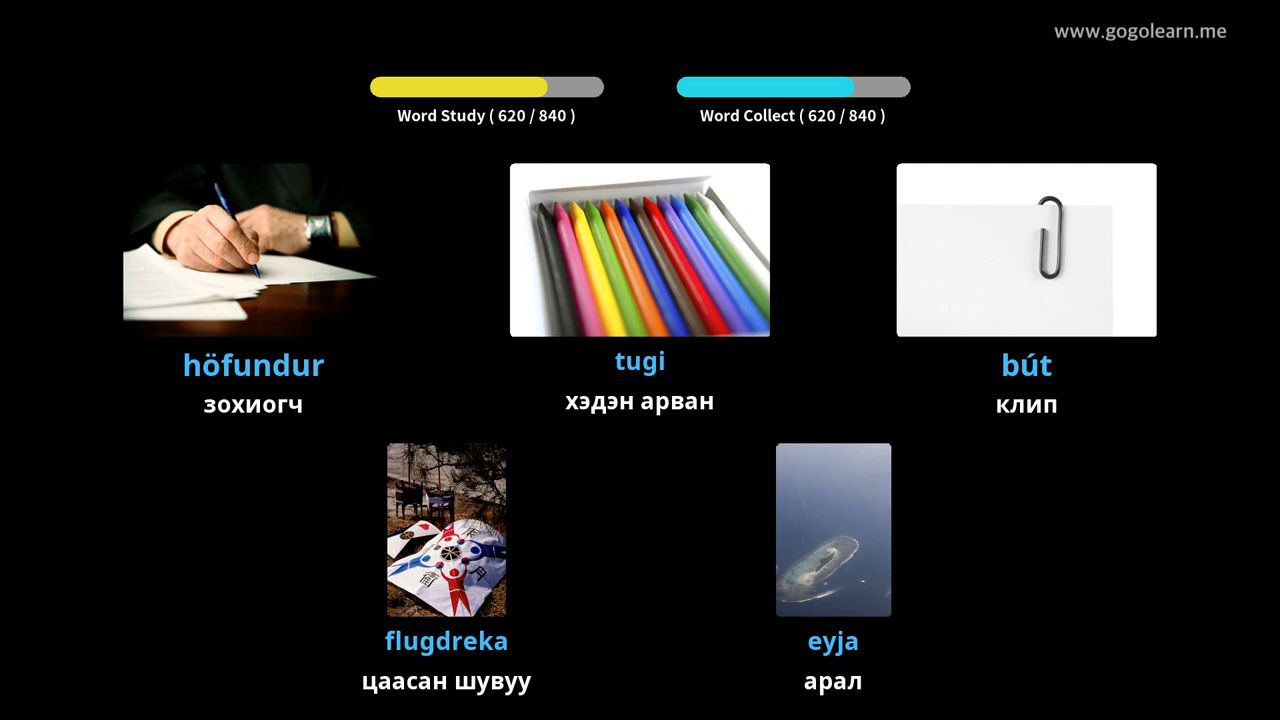 www.gogolearn.me
Word Study ( 620 / 840 )
Word Collect ( 620 / 840 )
höfundur
зохиогч
tugi
хэдэн арван
bút
клип
flugdreka
цаасан шувуу
eyja
арал